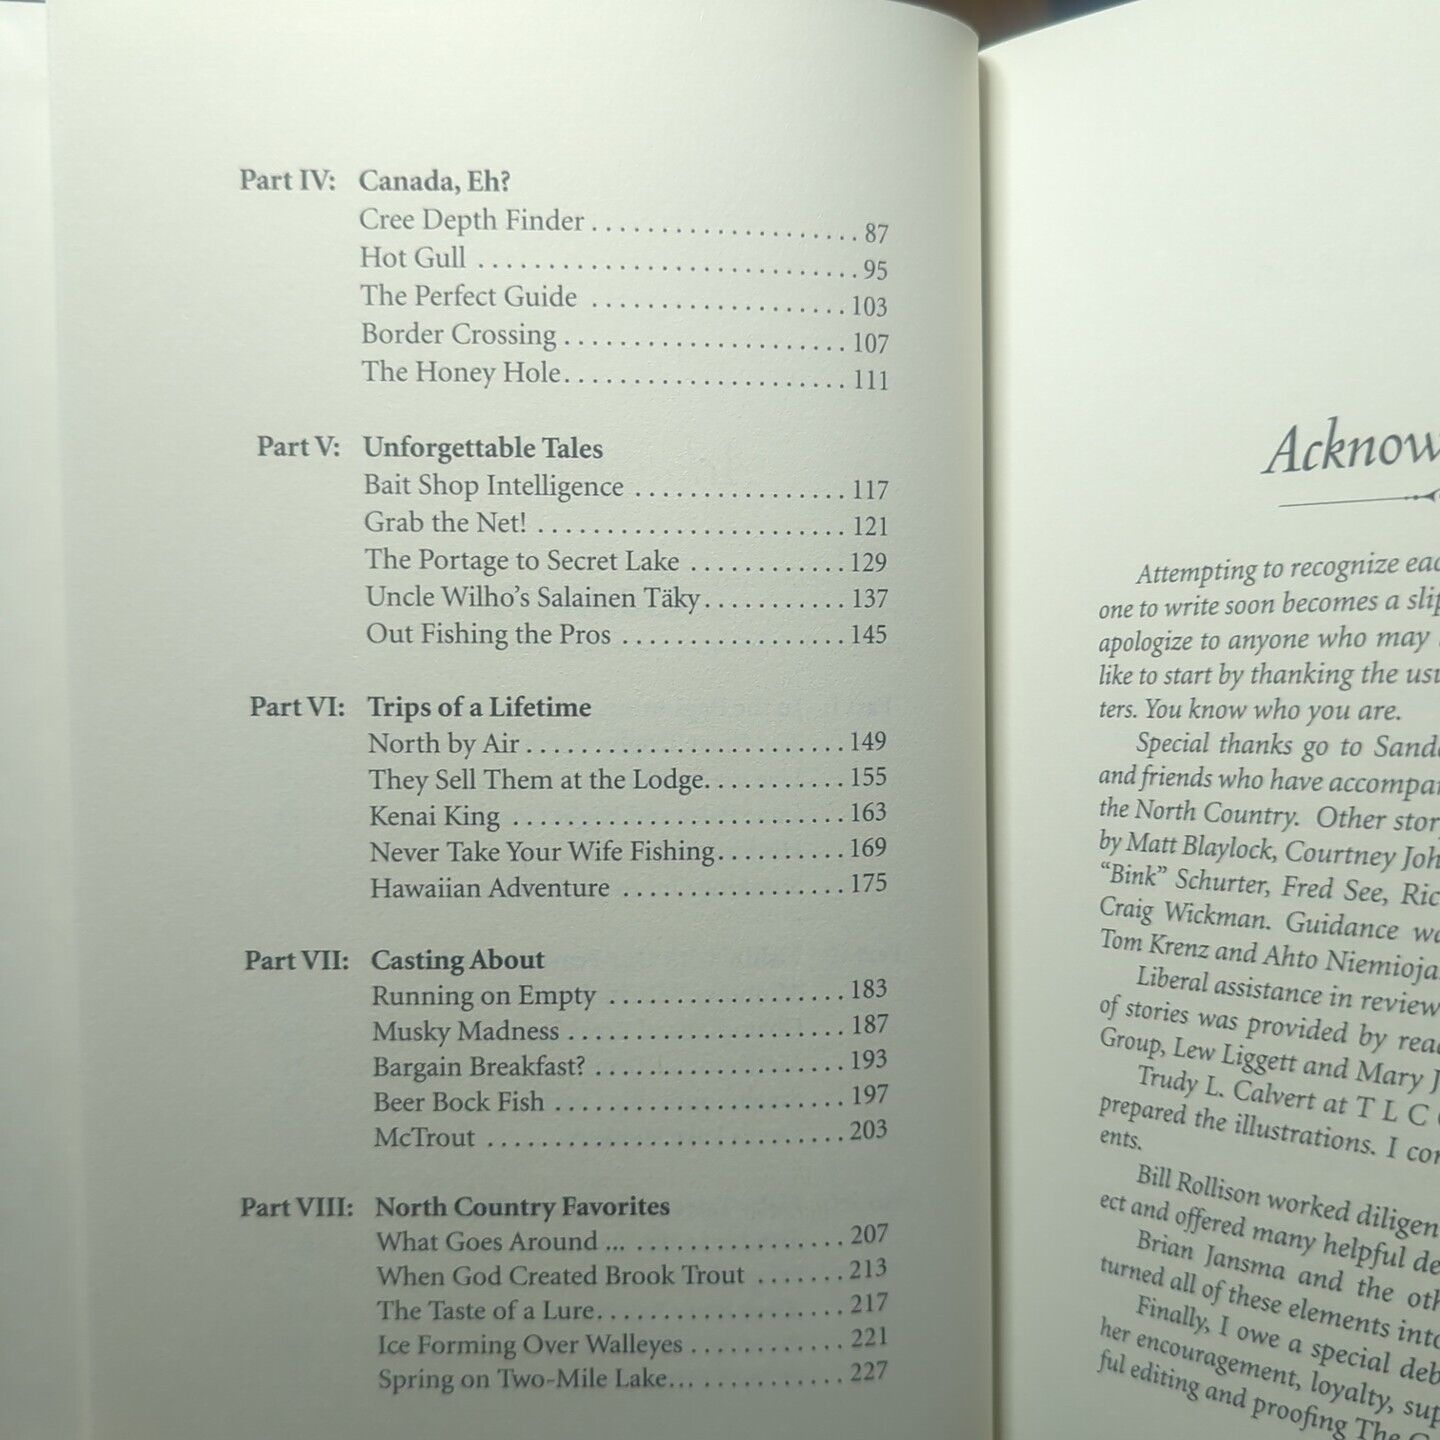 Part IV: Canada, Eh?
Cree Depth Finder . . . . . . . . . . . . . . . . . . . . 87
Hot Gull . . . . . . . . . . . . . . . . . . . . . . . . . . . . 95
The Perfect Guide . . . . . . . . . . . . . . . . . . . 103
Border Crossing . . . . . . . . . . . . . . . . . . . . . 107
The Honey Hole. . . . . . . . . . . . . . . . . . . . . 111
Part V: Unforgettable Tales
Bait Shop Intelligence . . . . . . . . . . . . . . . . 117
Grab the Net! . . . . . . . . . . . . . . . . . . . . . . . 121
The Portage to Secret Lake . . . . . . . . . . . . 129
Uncle Wilho's Salainen Täky. . . . . . . . . . . 137
Out Fishing the Pros . . . . . . . . . . . . . . . . . 145
Part VI: Trips of a Lifetime
North by Air . . . . . . . . . . . . . . . . . . . . . . . . 149
They Sell Them at the Lodge. . . . . . . . . . . 155
Kenai King . . . . . . . . . . . . . . . . . . . . . . . . . 163
Never Take Your Wife Fishing. . . . . . . . . . 169
Hawaiian Adventure . . . . . . . . . . . . . . . . . 175
Part VII: Casting About
Running on Empty . . . . . . . . . . . . . . . . . . 183
Musky Madness . . . . . . . . . . . . . . . . . . . . . 187
Bargain Breakfast? . . . . . . . . . . . . . . . . . . . 193
Beer Bock Fish . . . . . . . . . . . . . . . . . . . . . . 197
McTrout . . . . . . . . . . . . . . . . . . . . . . . . . . . 203
Part VIII: North Country Favorites
What Goes Around ... . . . . . . . . . . . . . . . . 207
When God Created Brook Trout . . . . . . . 213
The Taste of a Lure. . . . . . . . . . . . . . . . . . . 217
Ice Forming Over Walleyes . . . . . . . . . . . . 221
Spring on Two-Mile Lake... . . . . . . . . . . . 227
Acknow
Attempting to recognize eac
one to write soon becomes a slip
apologize to anyone who may
like to start by thanking the usu
ters. You know who you are.
Special thanks go to Sand
and friends who have accompa
the North Country. Other stor
by Matt Blaylock, Courtney Joh
"Bink" Schurter, Fred See, Ric
Craig Wickman. Guidance wa
Tom Krenz and Ahto Niemioja.
Liberal assistance in review
of stories was provided by read
Group, Lew Liggett and Mary J
Trudy L. Calvert at T L C
prepared the illustrations. I con
ents.
Bill Rollison worked diligen
ect and offered many helpful de
Brian Jansma and the oth
turned all of these elements into
Finally, I owe a special deb
her encouragement, loyalty, sup
ful editing and proofing The